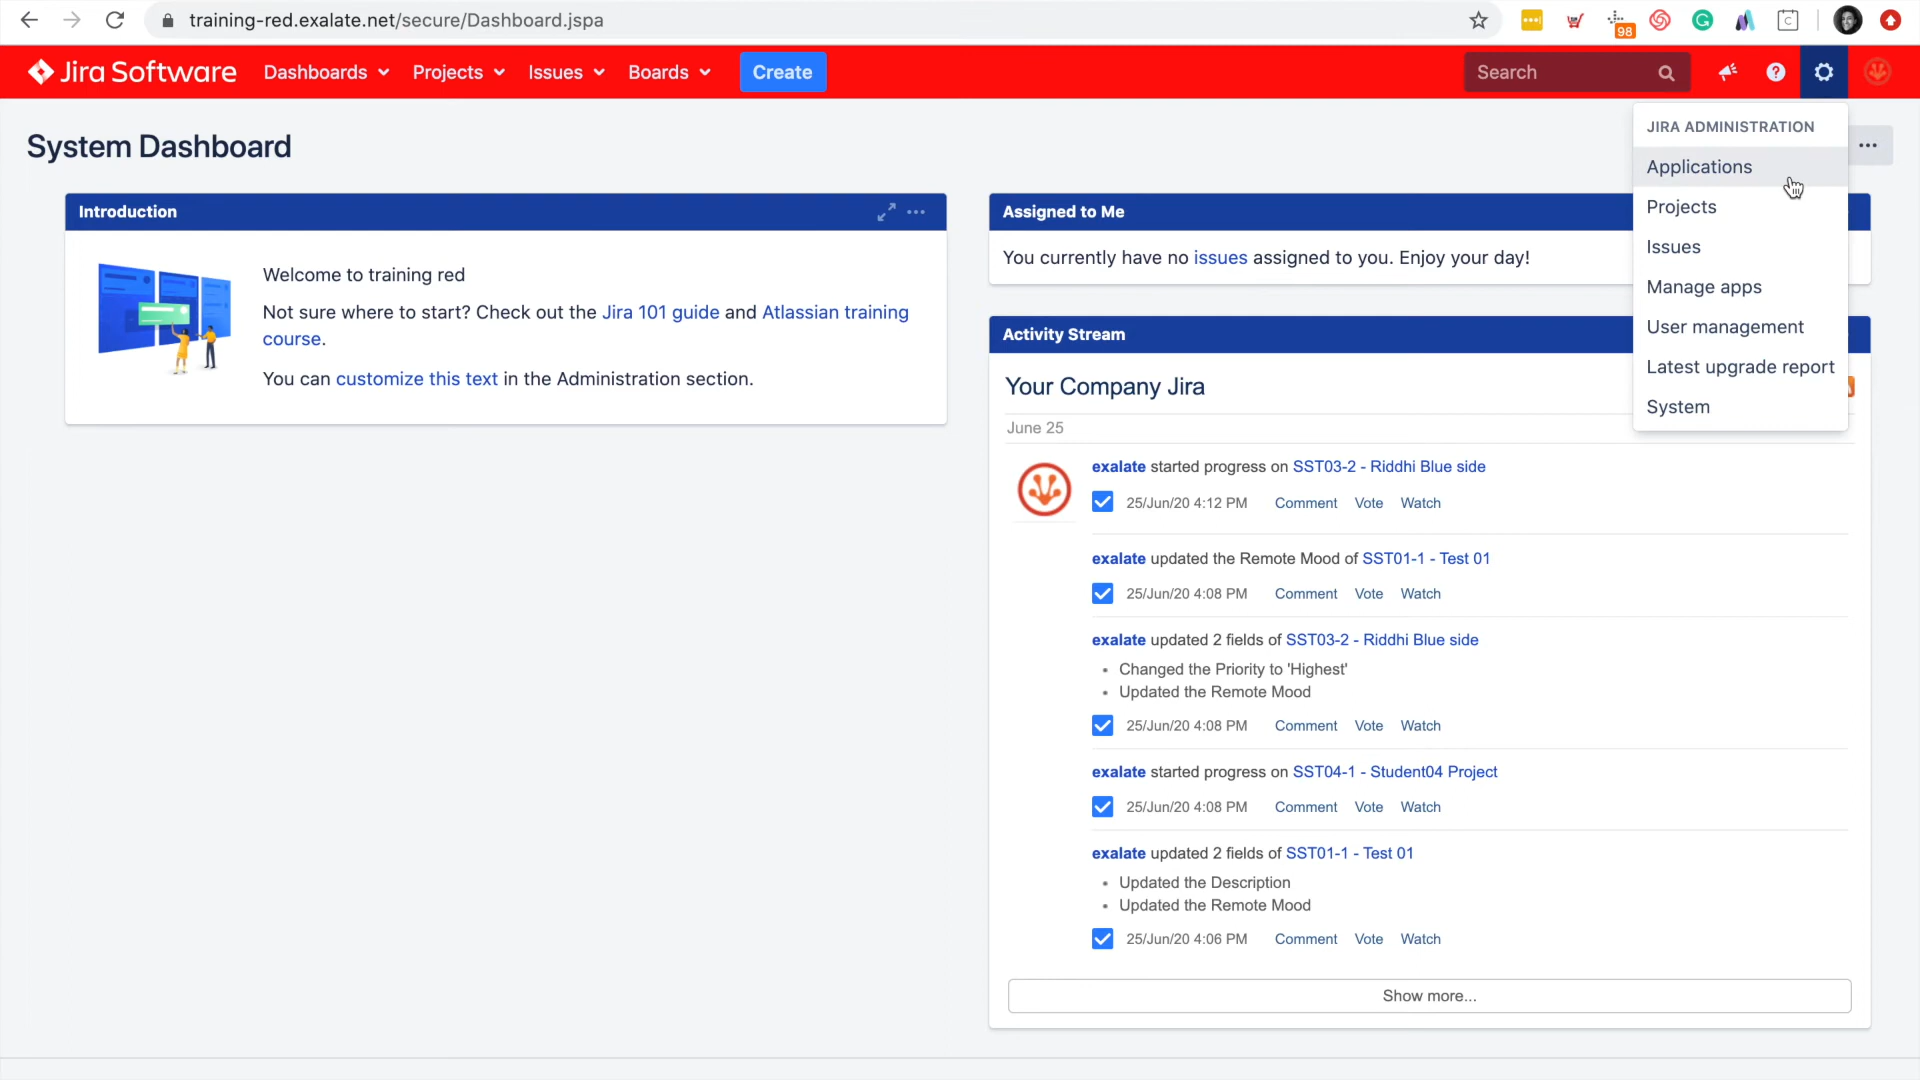 training-red.exalate.net/secure/Dashboard.jspa
98
Jira Software
Dashboards
Projects
Issues
Boards
Create
Search
System Dashboard
JIRA ADMINISTRATION
Applications
Projects
Issues
Manage apps
User management
Latest upgrade report
System
Introduction
Welcome to training red
Not sure where to start? Check out the Jira 101 guide and Atlassian training
course.
You can customize this text in the Administration section.
Assigned to Me
You currently have no issues assigned to you. Enjoy your day!
Activity Stream
Your Company Jira
June 25
exalate started progress on SST03-2 - Riddhi Blue side
25/Jun/20 4:12 PM Comment Vote Watch
exalate updated the Remote Mood of SST01-1 - Test 01
25/Jun/20 4:08 PM Comment Vote Watch
exalate updated 2 fields of SST03-2 - Riddhi Blue side
• Changed the Priority to 'Highest'
• Updated the Remote Mood
25/Jun/20 4:08 PM Comment Vote Watch
exalate started progress on SST04-1 - Student04 Project
25/Jun/20 4:08 PM Comment Vote Watch
exalate updated 2 fields of SST01-1 - Test 01
• Updated the Description
• Updated the Remote Mood
25/Jun/20 4:06 PM Comment Vote Watch
Show more...